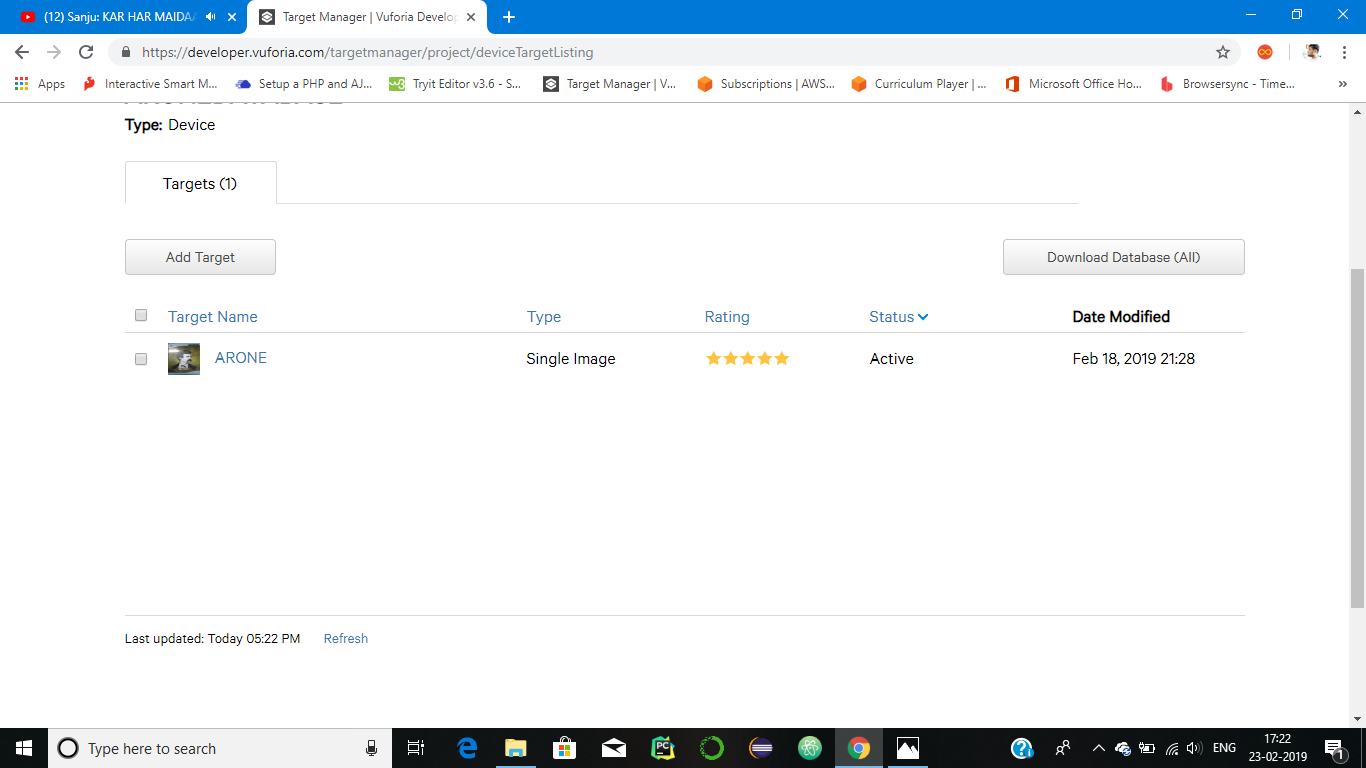 (12) Sanju: KAR HAR MAIDAA
Target Manager | Vuforia Develop
https://developer.vuforia.com/targetmanager/project/deviceTargetListing
Apps
Interactive Smart M...
Setup a PHP and AJ...
Tryit Editor v3.6 - S...
Target Manager | V...
Subscriptions | AWS...
Curriculum Player | ...
Microsoft Office Ho...
Browsersync - Time...
Type: Device
Targets (1)
Add Target
Download Database (All)
Target Name Type Rating Status Date Modified
ARONE Single Image Active Feb 18, 2019 21:28
Last updated: Today 05:22 PM Refresh
Type here to search
ENG
17:22
23-02-2019
1